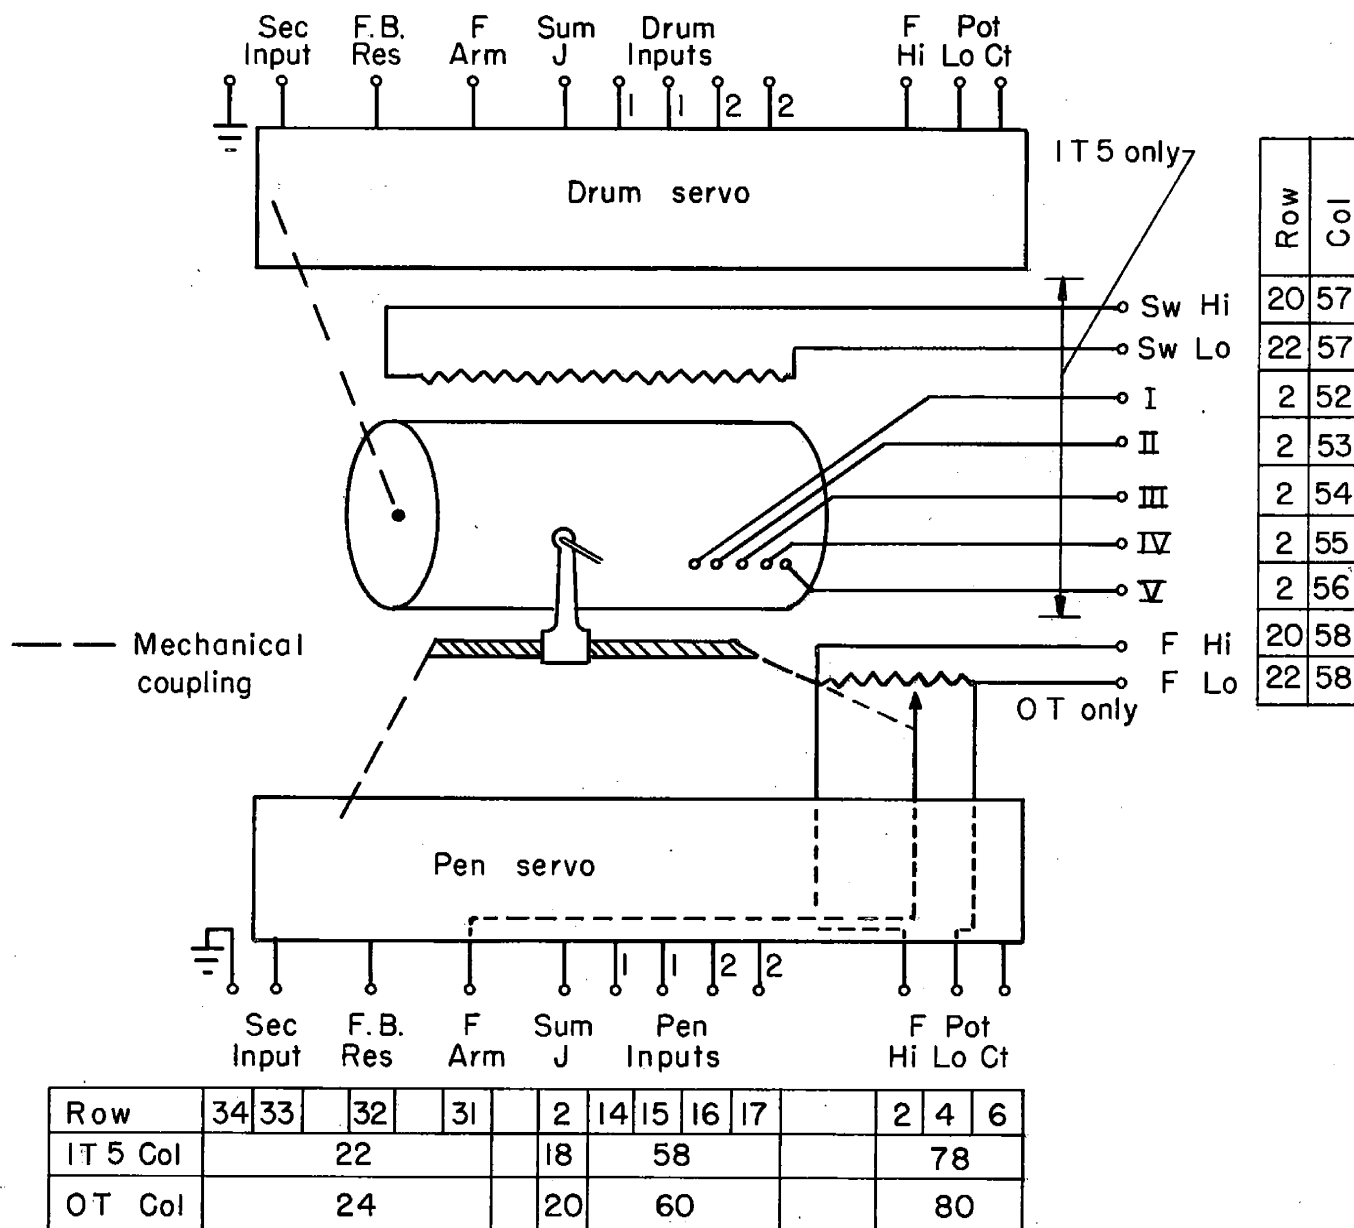 Sec Input
F.B. Res
F Arm
Sum J
Drum Inputs
F Pot
Hi Lo Ct
1 1 2 2
Drum servo
IT5 only
Row Col
Sw Hi 20 57
Sw Lo 22 57
I 2 52
II 2 53
III 2 54
IV 2 55
V 2 56
F Hi 20 58
F Lo 22 58
OT only
Mechanical
coupling
Pen servo
1 1 2 2
Sec Input
F.B. Res
F Arm
Sum J
Pen Inputs
F Pot
Hi Lo Ct
Row 34 33 32 31 2 14 15 16 17 2 4 6
IT5 Col 22 18 58 78
OT Col 24 20 60 80